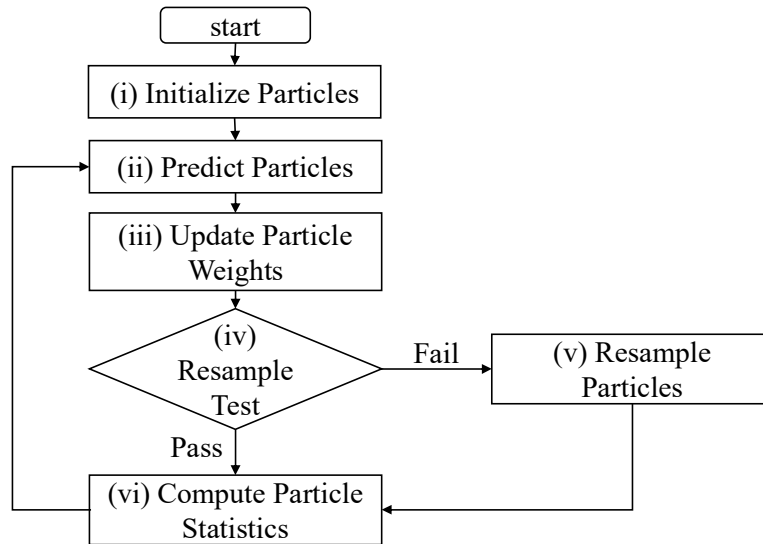 start
(i) Initialize Particles
(ii) Predict Particles
(iii) Update Particle
Weights
(iv)
Resample
Test
Fail
(v) Resample
Particles
Pass
(vi) Compute Particle
Statistics